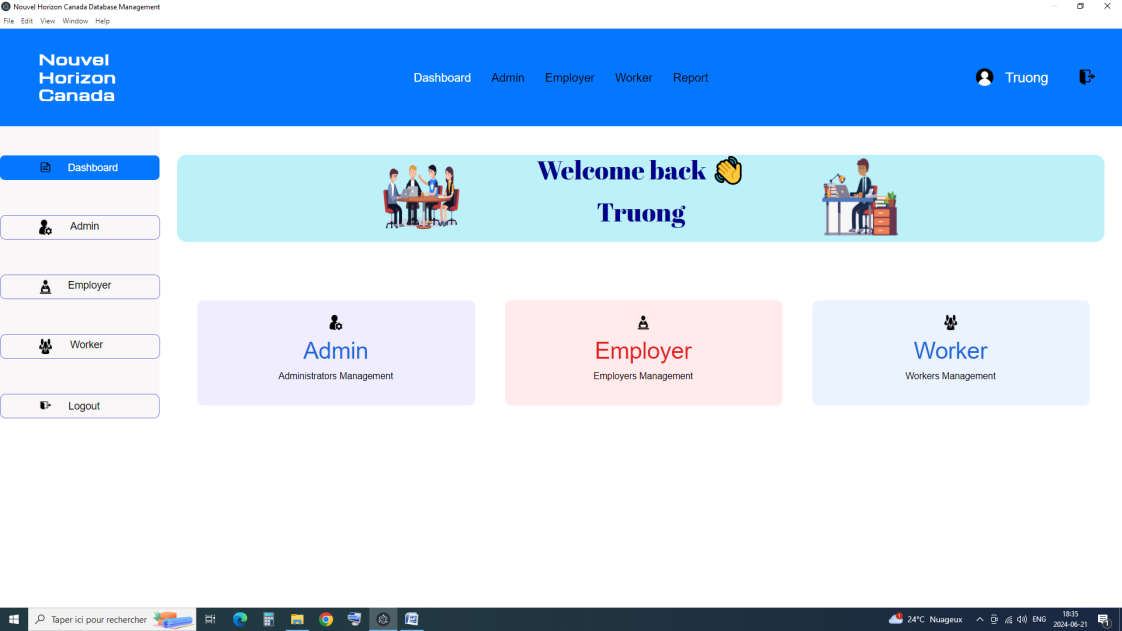 Nouvel Horizon Canada Database Management
File Edit View Window Help
Nouvel
Horizon
Canada
Dashboard Admin Employer Worker Report
Truong
Dashboard
Admin
Employer
Worker
Logout
Welcome back
Truong
Admin
Administrators Management
Employer
Employers Management
Worker
Workers Management
Taper ici pour rechercher
24°C Nuageux
ENG
18:35
2024-06-21
1